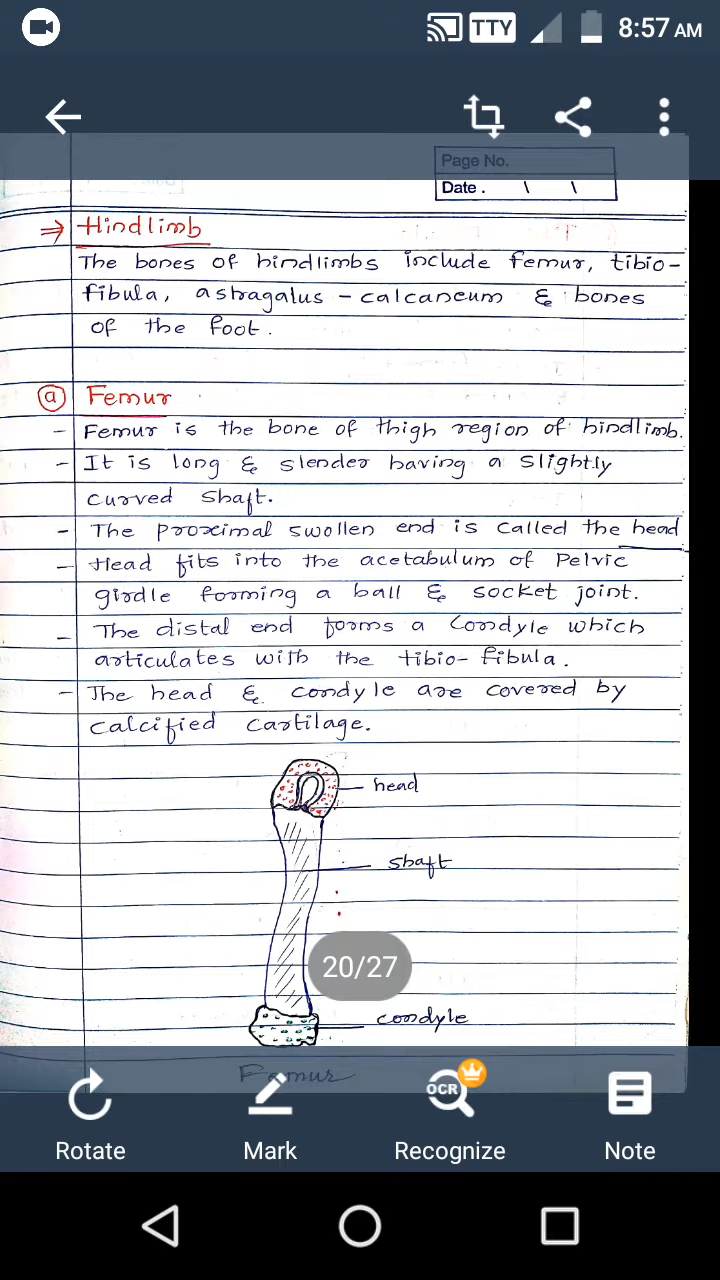 TTY 8:57 AM
Page No.
Date . \ \
⇒ Hindlimb
The bones of hindlimbs include femur, tibio-
fibula, astragalus - calcaneum & bones
of the foot.
ⓐ Femur
- Femur is the bone of thigh region of hindlimb.
- It is long & slender having a slightly
curved shaft.
- The proximal swollen end is called the head
- Head fits into the acetabulum of Pelvic
girdle forming a ball & socket joint.
- The distal end forms a Condyle which
articulates with the tibio-fibula.
- The head & condyle are covered by
calcified cartilage.
head
shaft
20/27
condyle
Femur
OCR
Rotate Mark Recognize Note